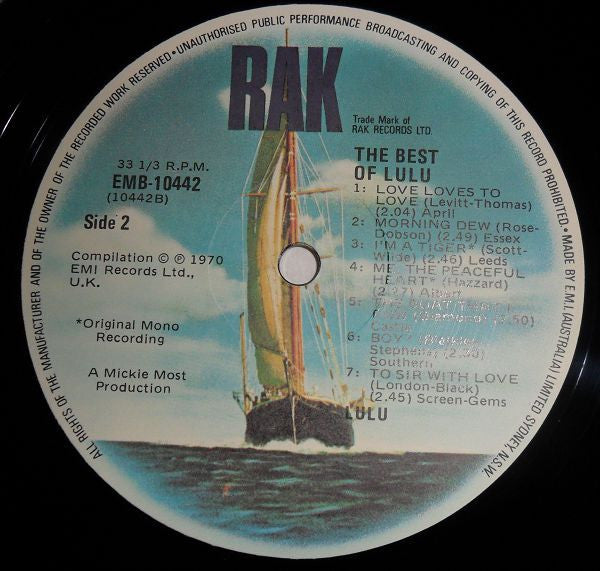 ALL RIGHTS OF THE MANUFACTURER AND OF THE OWNER OF THE RECORDED WORK RESERVED • UNAUTHORISED PUBLIC PERFORMANCE BROADCASTING AND COPYING OF THIS RECORD PROHIBITED. • MADE BY E.M.I. (AUSTRALIA) LIMITED SYDNEY N.S.W.
RAK
Trade Mark of
RAK RECORDS LTD.
33 1/3 R.P.M.
EMB-10442
(10442B)
Side 2
Compilation © ℗ 1970
EMI Records Ltd.,
U.K.
*Original Mono
Recording
A Mickie Most
Production
THE BEST
OF LULU
1: LOVE LOVES TO
LOVE (Levitt-Thomas)
(2.04) April
2: MORNING DEW (Rose-
Dobson) (2.49) Essex
3: I'M A TIGER* (Scott-
Wilde) (2.46) Leeds
4: ME, THE PEACEFUL
HEART* (Hazzard)
5:
6: BOY*
Southern
7: TO SIR WITH LOVE
(London-Black)
(2.45) Screen-Gems
LULU